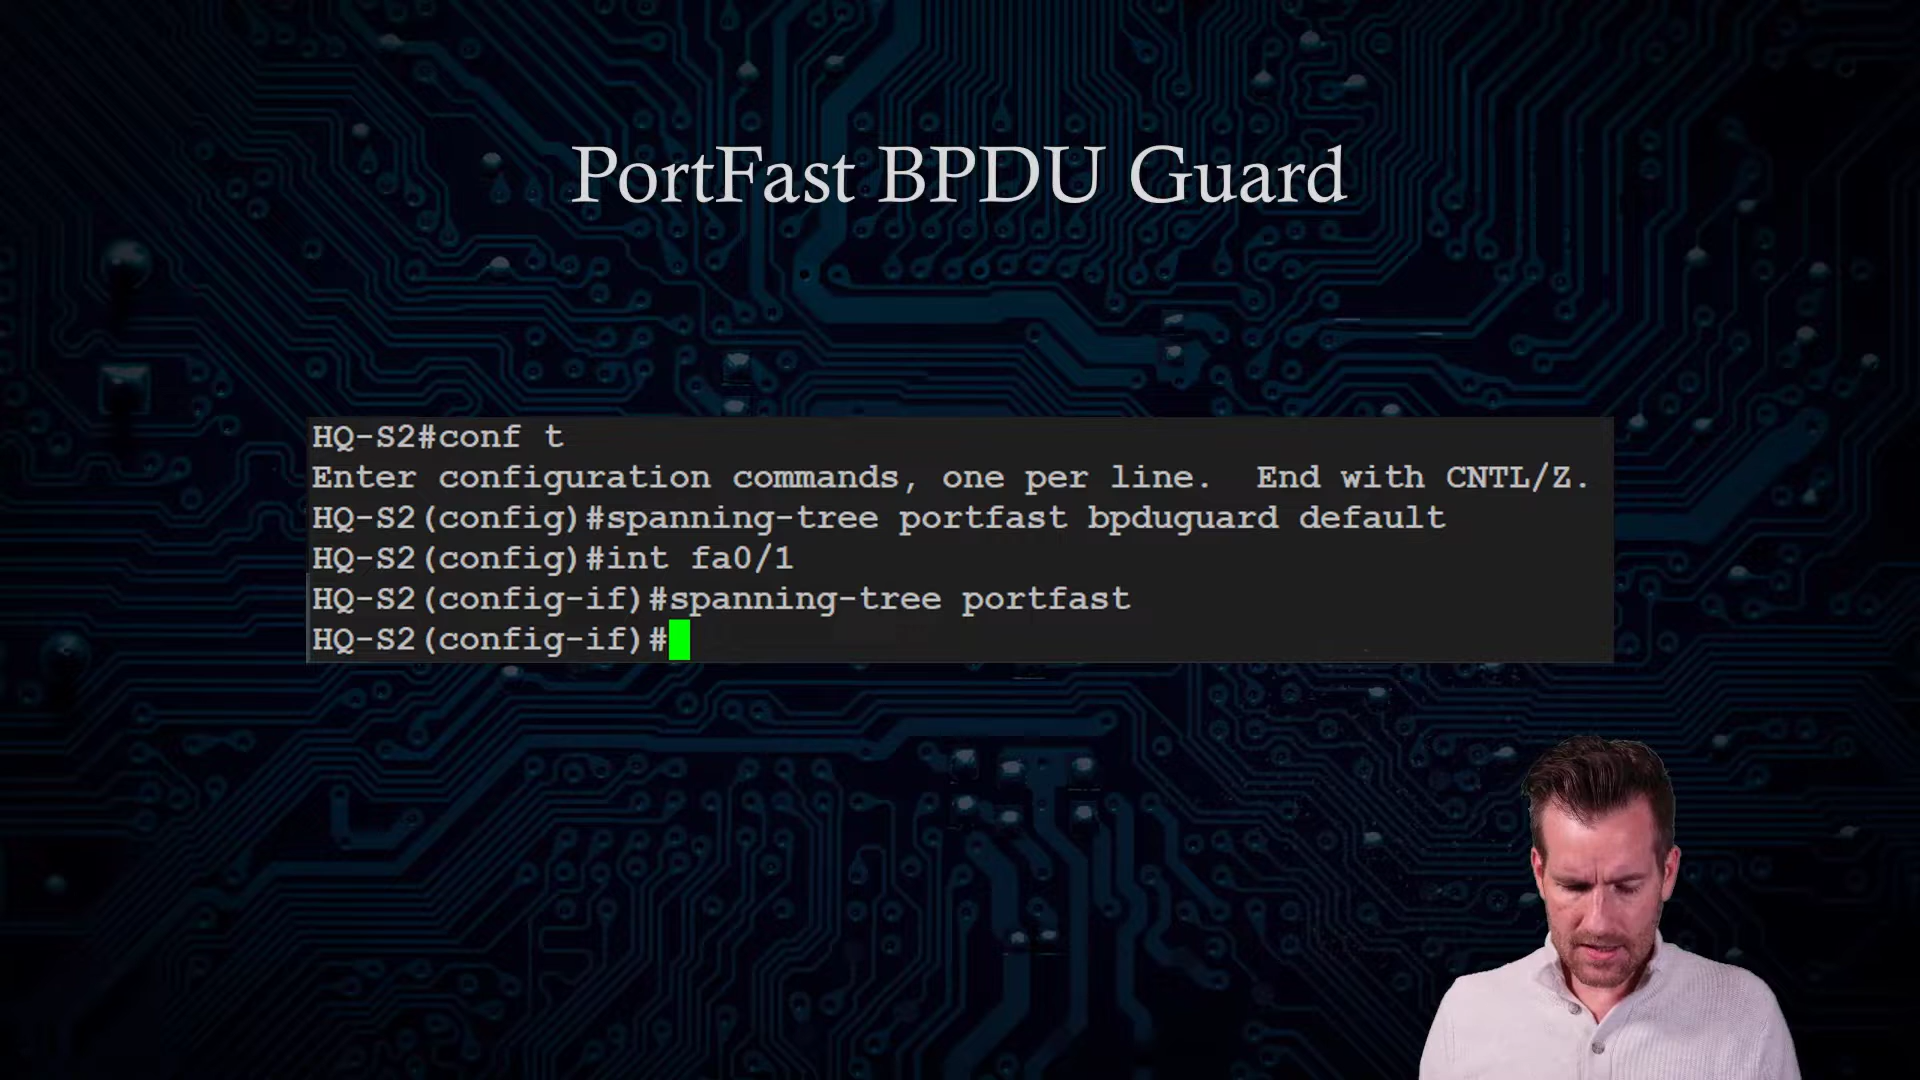 PortFast BPDU Guard
HQ-S2#conf t
Enter configuration commands, one per line.  End with CNTL/Z.
HQ-S2(config)#spanning-tree portfast bpduguard default
HQ-S2(config)#int fa0/1
HQ-S2(config-if)#spanning-tree portfast
HQ-S2(config-if)#